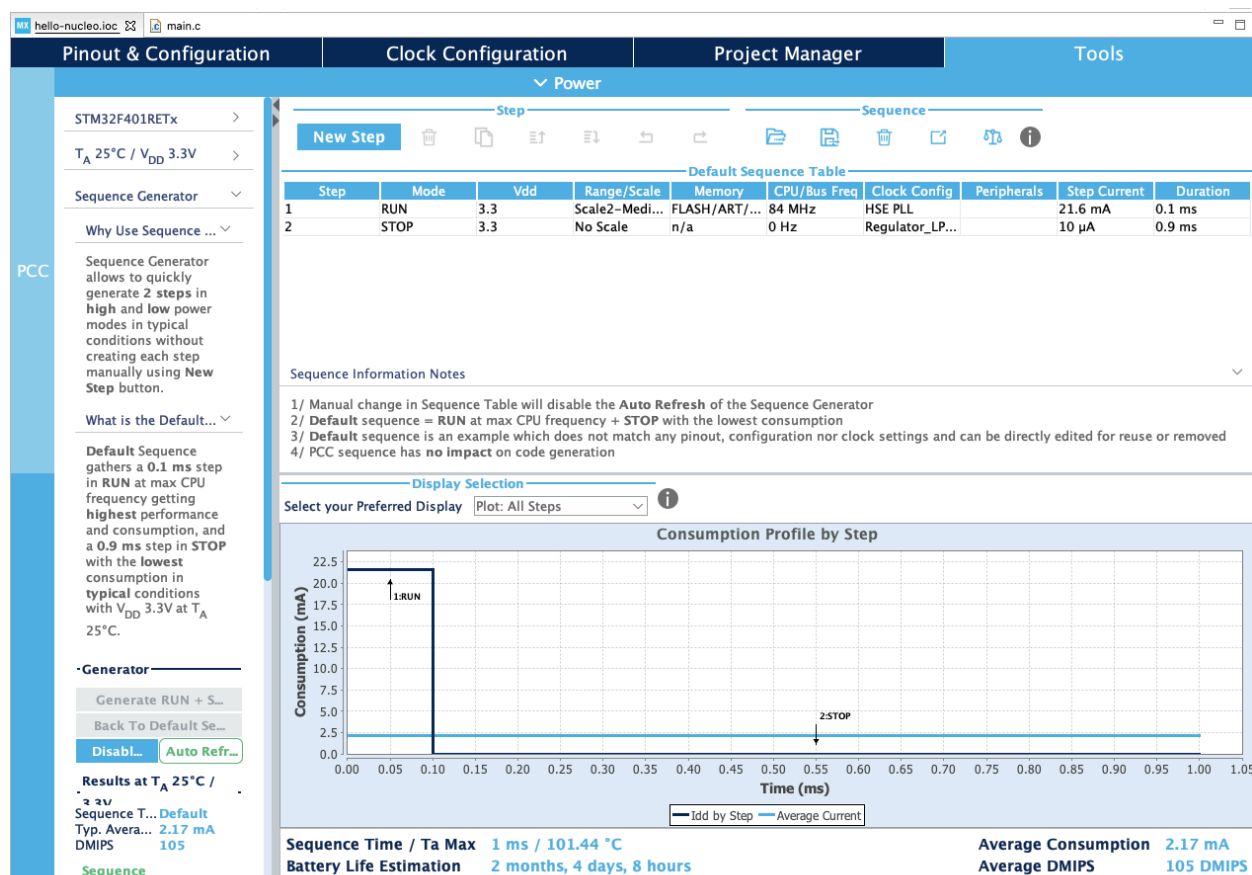 MX hello-nucleo.ioc
main.c
Pinout & Configuration
Clock Configuration
Project Manager
Tools
Power
PCC
STM32F401RETx
TA 25°C / VDD 3.3V
Sequence Generator
Why Use Sequence ...
Sequence Generator
allows to quickly
generate 2 steps in
high and low power
modes in typical
conditions without
creating each step
manually using New
Step button.
What is the Default...
Default Sequence
gathers a 0.1 ms step
in RUN at max CPU
frequency getting
highest performance
and consumption, and
a 0.9 ms step in STOP
with the lowest
consumption in
typical conditions
with VDD 3.3V at TA
25°C.
Generator
Generate RUN + S...
Back To Default Se...
Disabl... Auto Refr...
Results at TA 25°C /
3.3V
Sequence T... Default
Typ. Avera... 2.17 mA
DMIPS 105
Sequence
Step
Sequence
New Step
Default Sequence Table
Step Mode Vdd Range/Scale Memory CPU/Bus Freq Clock Config Peripherals Step Current Duration
1 RUN 3.3 Scale2-Medi... FLASH/ART/... 84 MHz HSE PLL 21.6 mA 0.1 ms
2 STOP 3.3 No Scale n/a 0 Hz Regulator_LP... 10 µA 0.9 ms
Sequence Information Notes
1/ Manual change in Sequence Table will disable the Auto Refresh of the Sequence Generator
2/ Default sequence = RUN at max CPU frequency + STOP with the lowest consumption
3/ Default sequence is an example which does not match any pinout, configuration nor clock settings and can be directly edited for reuse or removed
4/ PCC sequence has no impact on code generation
Display Selection
Select your Preferred Display Plot: All Steps
Consumption Profile by Step
Consumption (mA)
22.5
20.0
17.5
15.0
12.5
10.0
7.5
5.0
2.5
0.0
1:RUN
2:STOP
0.00 0.05 0.10 0.15 0.20 0.25 0.30 0.35 0.40 0.45 0.50 0.55 0.60 0.65 0.70 0.75 0.80 0.85 0.90 0.95 1.00 1.05
Time (ms)
Idd by Step Average Current
Sequence Time / Ta Max 1 ms / 101.44 °C
Average Consumption 2.17 mA
Battery Life Estimation 2 months, 4 days, 8 hours
Average DMIPS 105 DMIPS